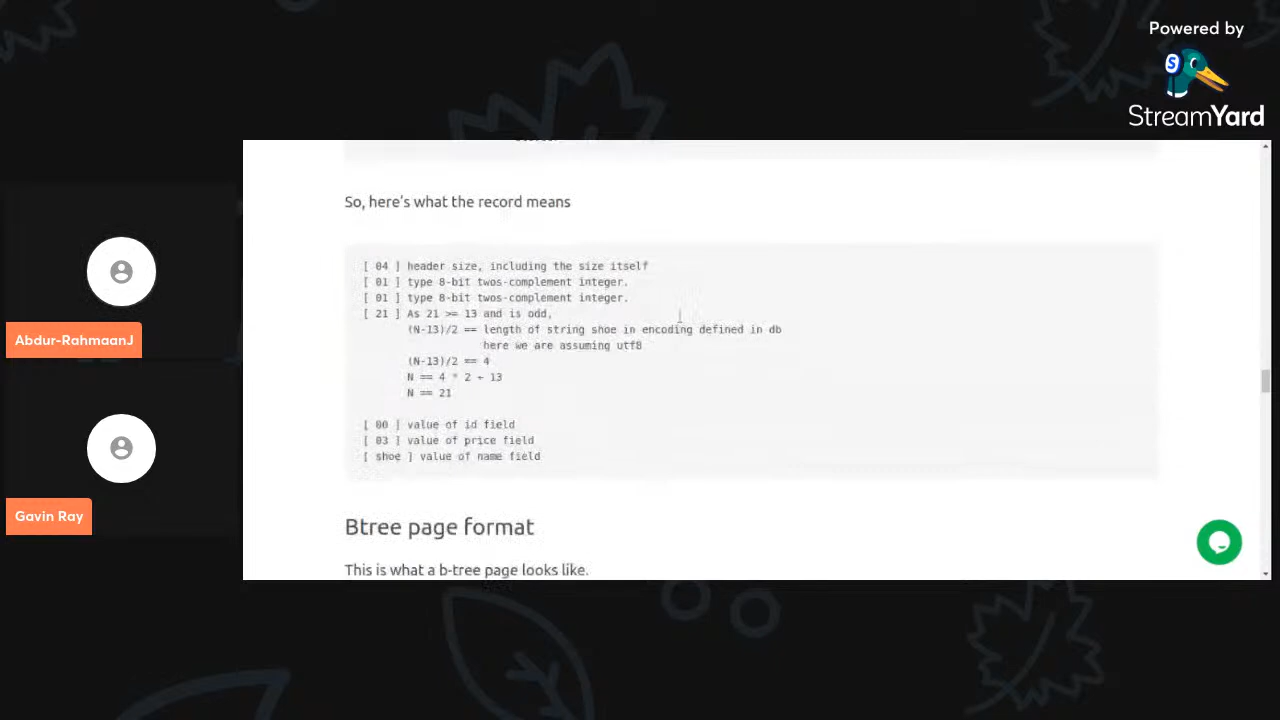 Powered by
StreamYard
So, here's what the record means
[ 04 ] header size, including the size itself
[ 01 ] type 8-bit twos-complement integer.
[ 01 ] type 8-bit twos-complement integer.
[ 21 ] As 21 >= 13 and is odd,
(N-13)/2 == length of string shoe in encoding defined in db
here we are assuming utf8
(N-13)/2 == 4
N == 4 * 2 + 13
N == 21
[ 00 ] value of id field
[ 03 ] value of price field
[ shoe ] value of name field
Btree page format
This is what a b-tree page looks like.
Abdur-RahmaanJ
Gavin Ray